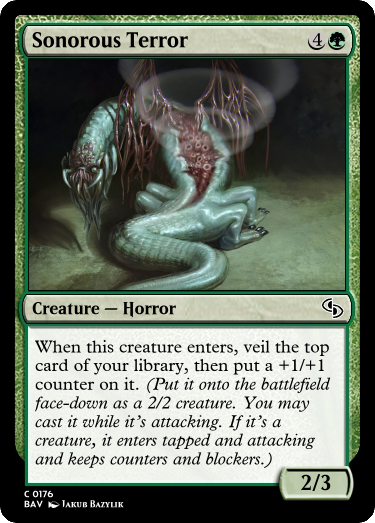 Sonorous Terror 4
Creature — Horror
When this creature enters, veil the top
card of your library, then put a +1/+1
counter on it. (Put it onto the battlefield
face-down as a 2/2 creature. You may
cast it while it's attacking. If it's a
creature, it enters tapped and attacking
and keeps counters and blockers.)
2/3
C 0176
BAV Jakub Bazylik